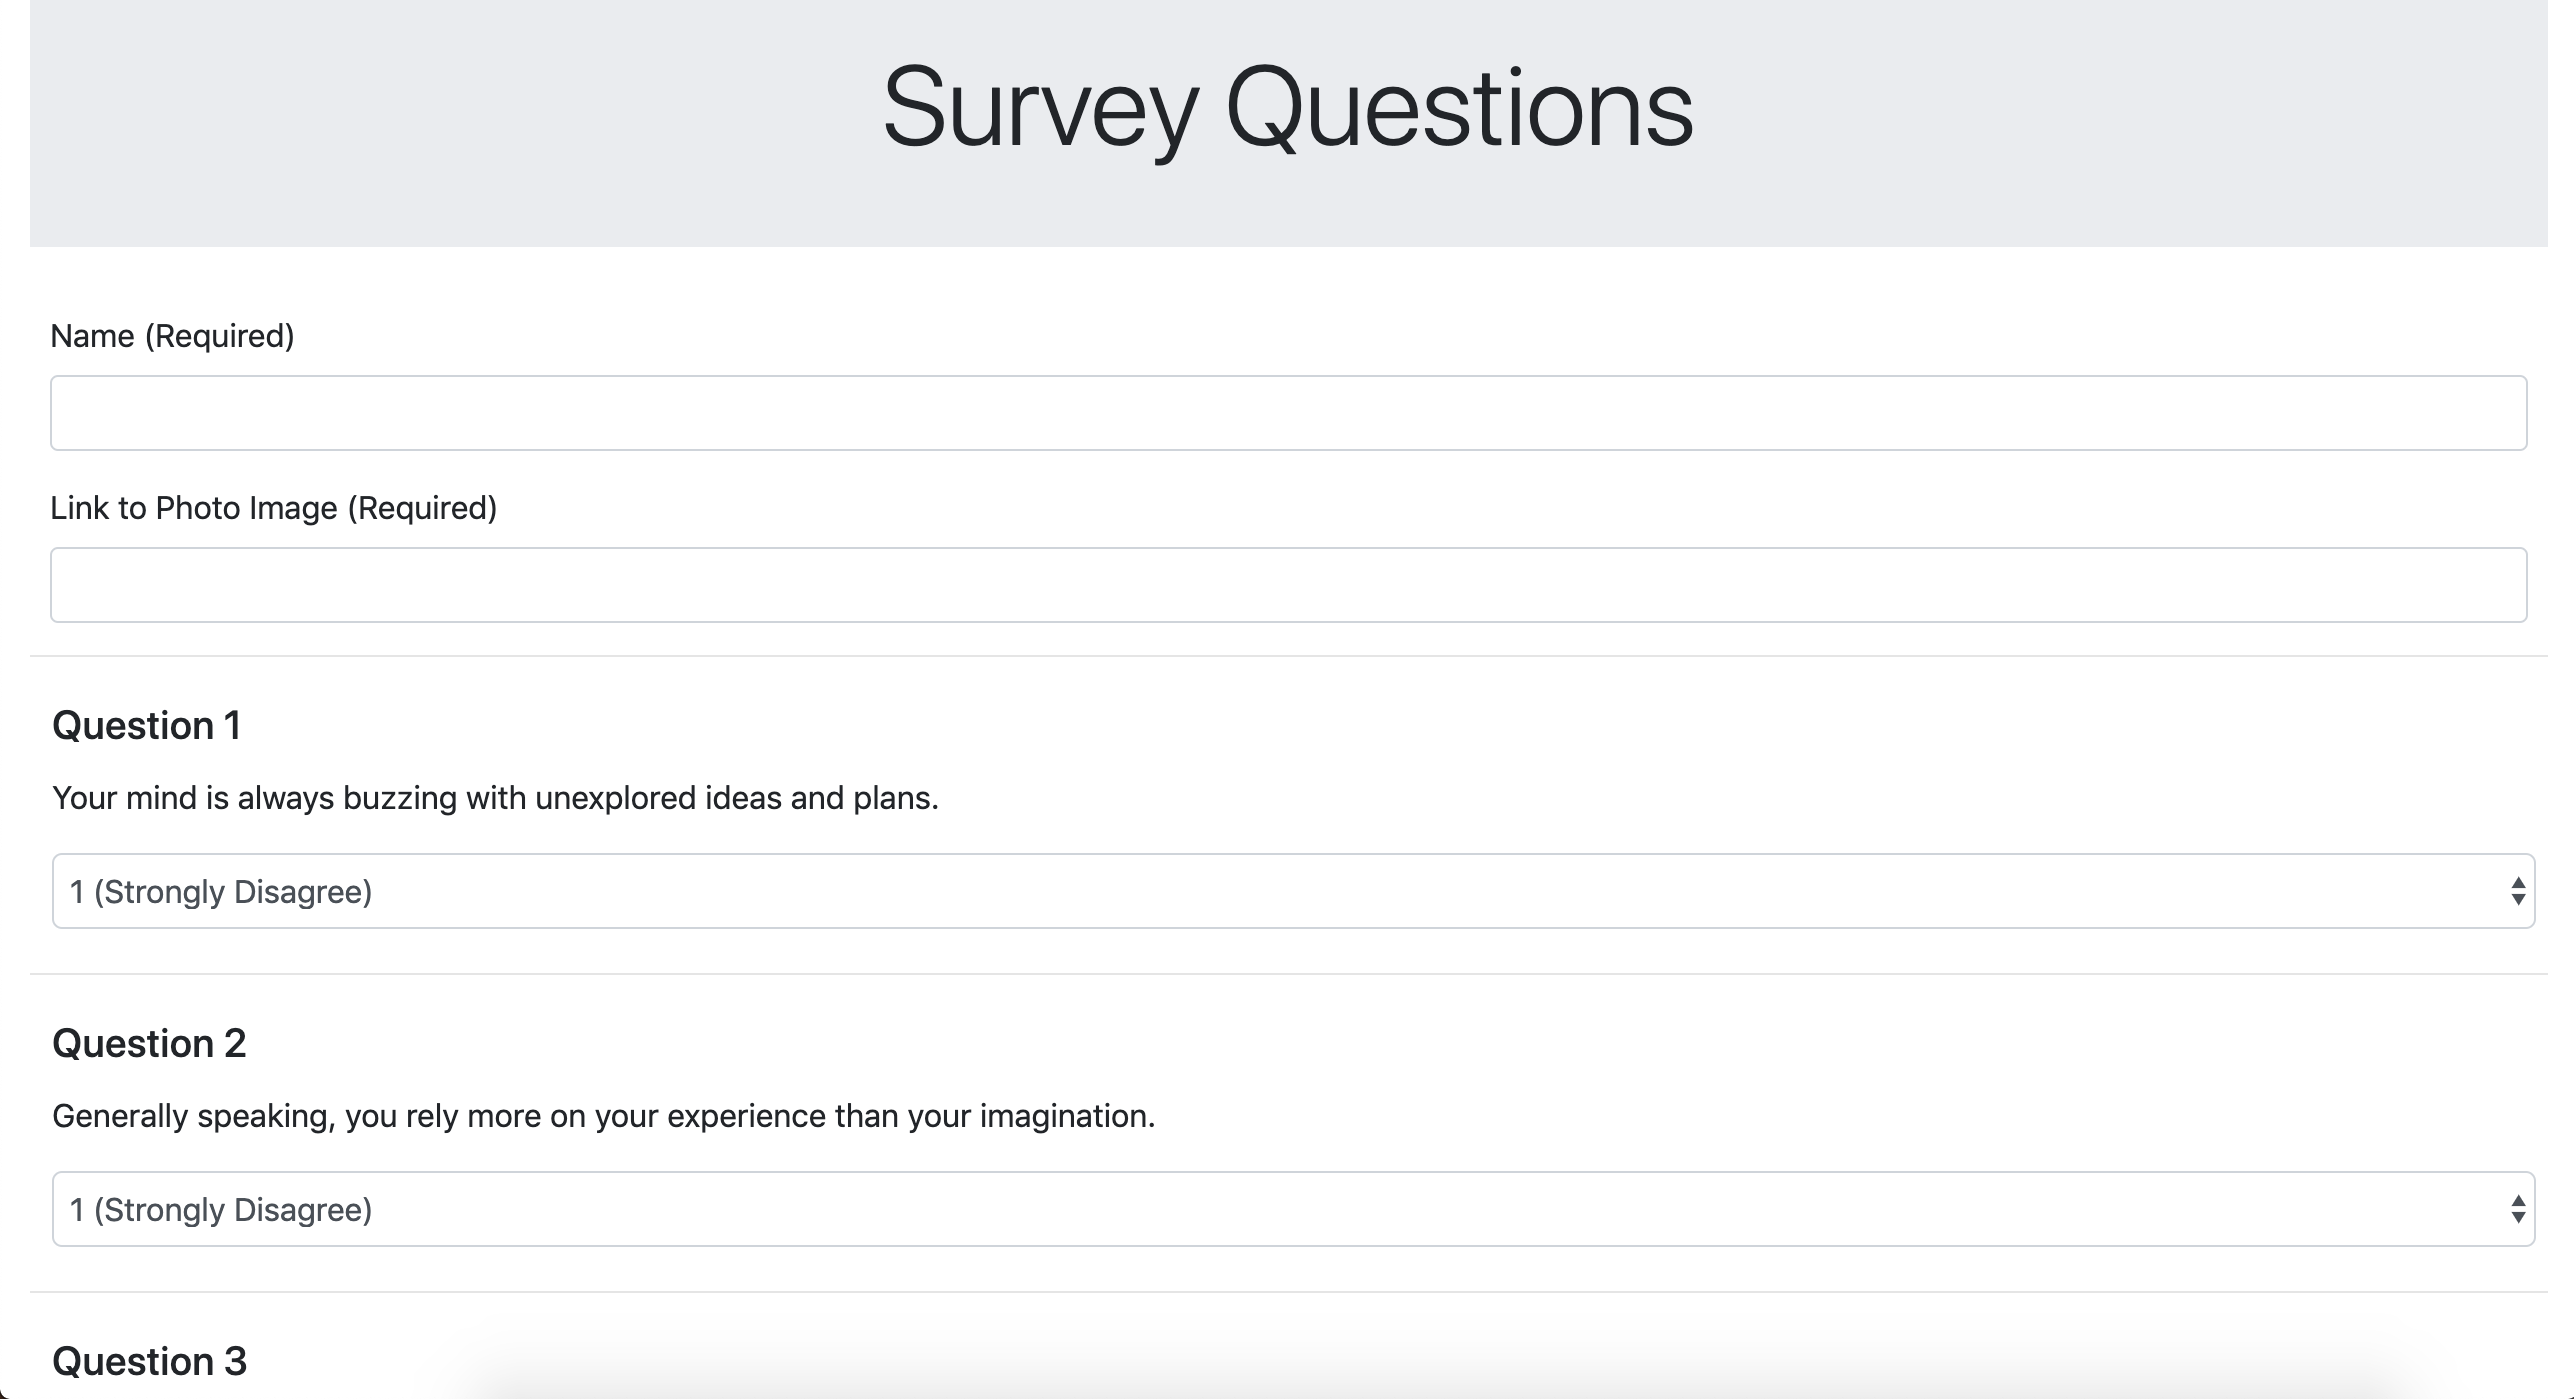 Survey Questions
Name (Required)
Link to Photo Image (Required)
Question 1
Your mind is always buzzing with unexplored ideas and plans.
1 (Strongly Disagree)
Question 2
Generally speaking, you rely more on your experience than your imagination.
1 (Strongly Disagree)
Question 3